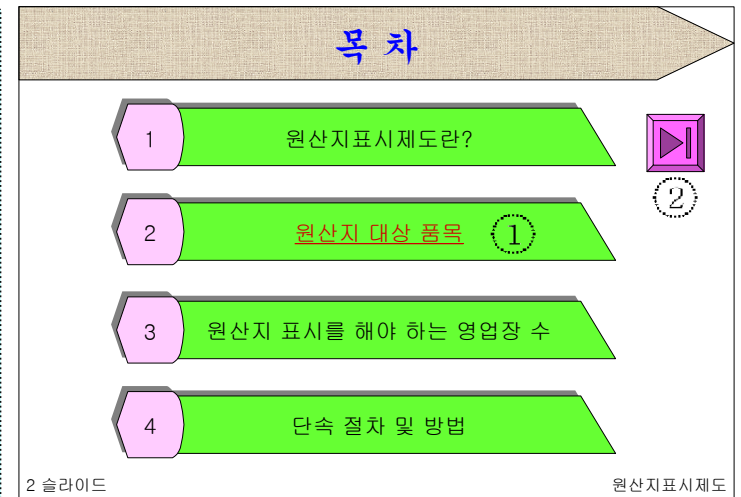 목 차
1 원산지표시제도란?
②
2 원산지 대상 품목 ①
3 원산지 표시를 해야 하는 영업장 수
4 단속 절차 및 방법
2 슬라이드 원산지표시제도